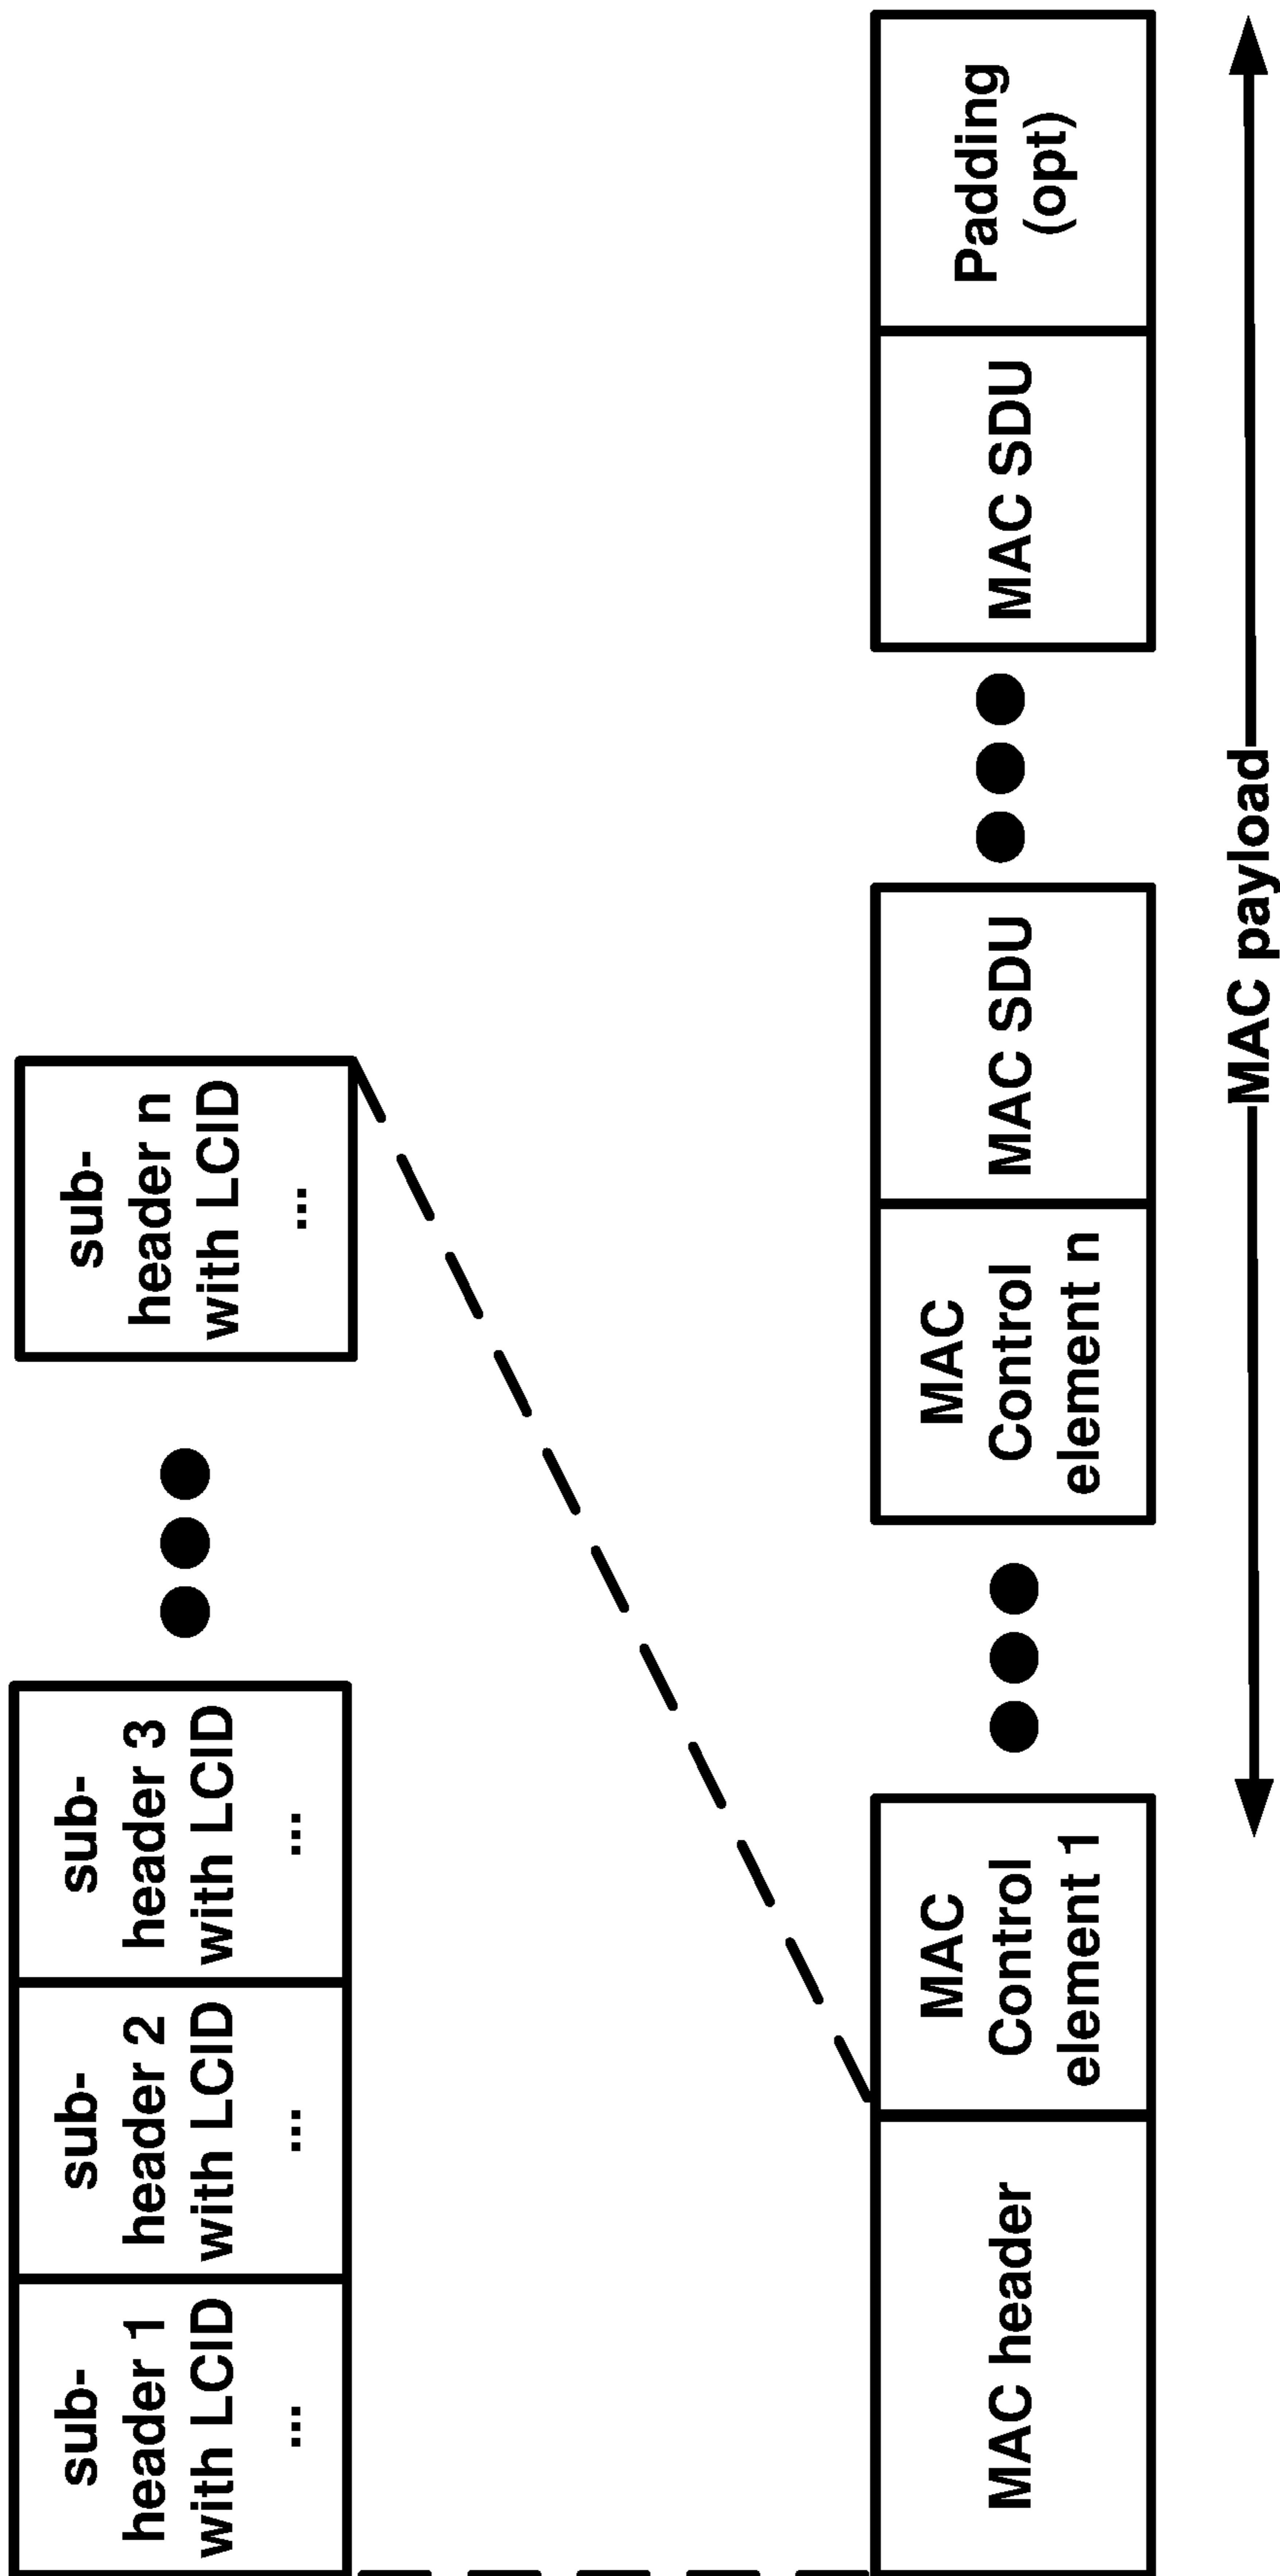 sub-
header 1
with LCID
...
sub-
header 2
with LCID
...
sub-
header 3
with LCID
...
sub-
header n
with LCID
...
MAC header
MAC
Control
element 1
MAC
Control
element n
MAC SDU
MAC SDU
Padding
(opt)
MAC payload